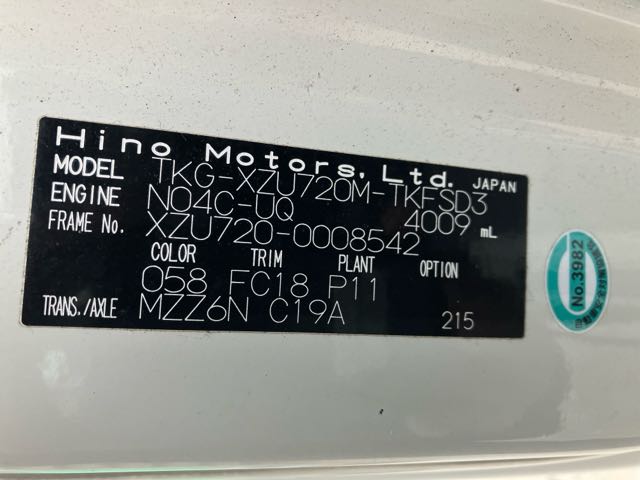 Hino Motors, Ltd. JAPAN
MODEL TKG-XZU720M-TKFSD3
ENGINE N04C-UQ 4009 mL
FRAME No. XZU720-0008542
COLOR TRIM PLANT OPTION
058 FC18 P11
TRANS./AXLE MZZ6N C19A 215
No.3982